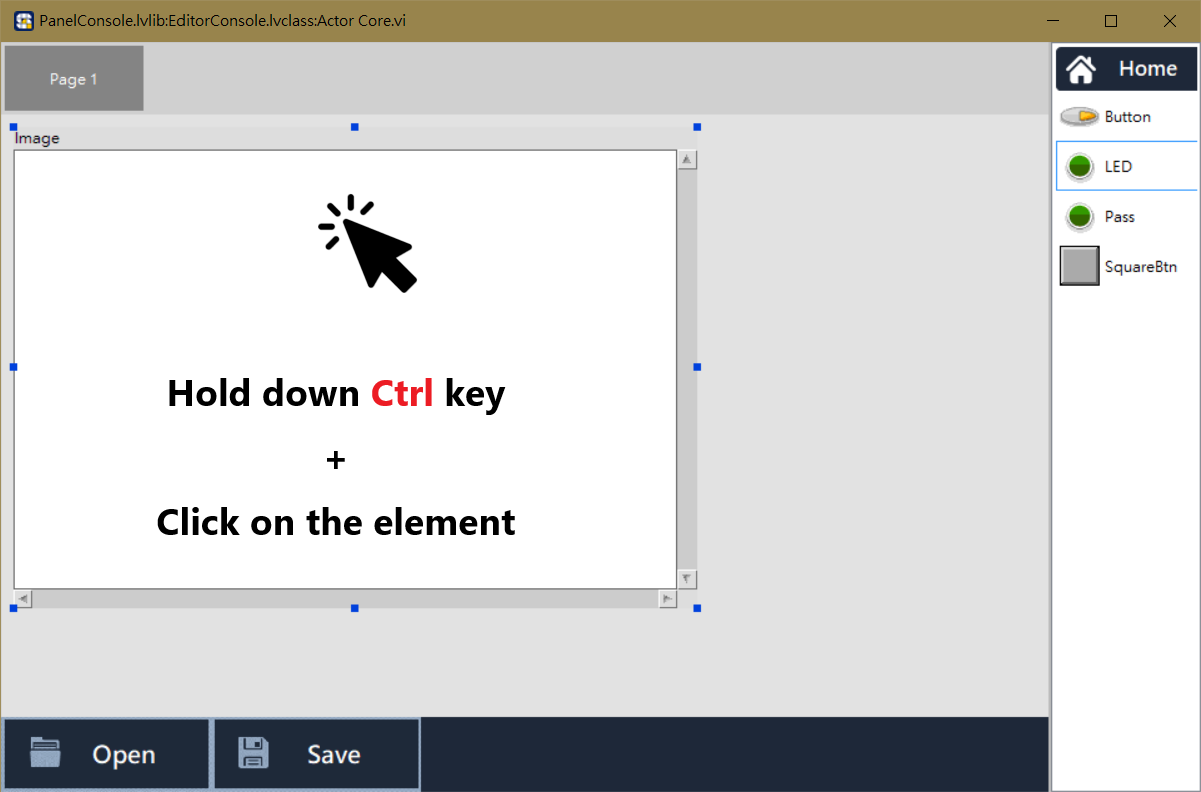 PanelConsole.lvlib:EditorConsole.lvclass:Actor Core.vi
Page 1
Home
Button
LED
Pass
SquareBtn
Image
Hold down Ctrl key
+
Click on the element
Open
Save